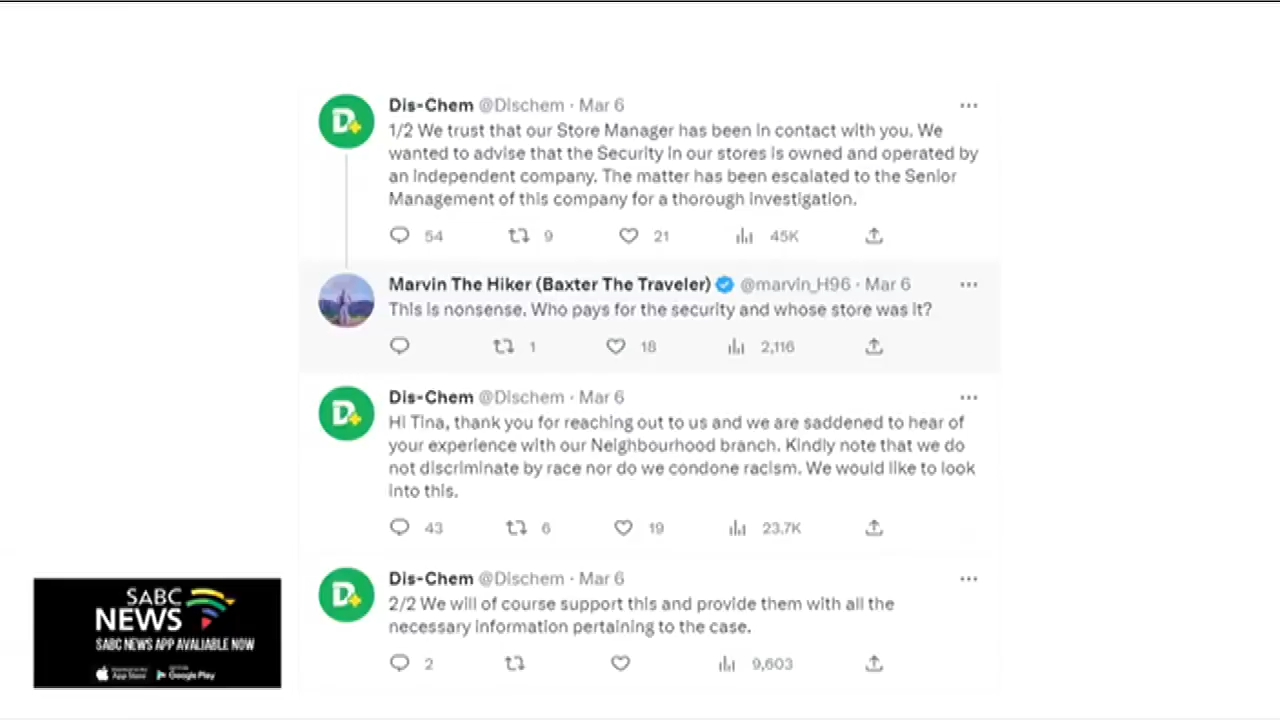 Dis-Chem @Dischem · Mar 6
1/2 We trust that our Store Manager has been in contact with you. We
wanted to advise that the Security in our stores is owned and operated by
an independent company. The matter has been escalated to the Senior
Management of this company for a thorough investigation.
54 9 21 45K
Marvin The Hiker (Baxter The Traveler) @marvin_H96 · Mar 6
This is nonsense. Who pays for the security and whose store was it?
1 18 2,116
Dis-Chem @Dischem · Mar 6
Hi Tina, thank you for reaching out to us and we are saddened to hear of
your experience with our Neighbourhood branch. Kindly note that we do
not discriminate by race nor do we condone racism. We would like to look
into this.
43 6 19 23.7K
Dis-Chem @Dischem · Mar 6
2/2 We will of course support this and provide them with all the
necessary information pertaining to the case.
2 9,603
SABC
NEWS
SABC NEWS APP AVALIABLE NOW
App Store Google Play